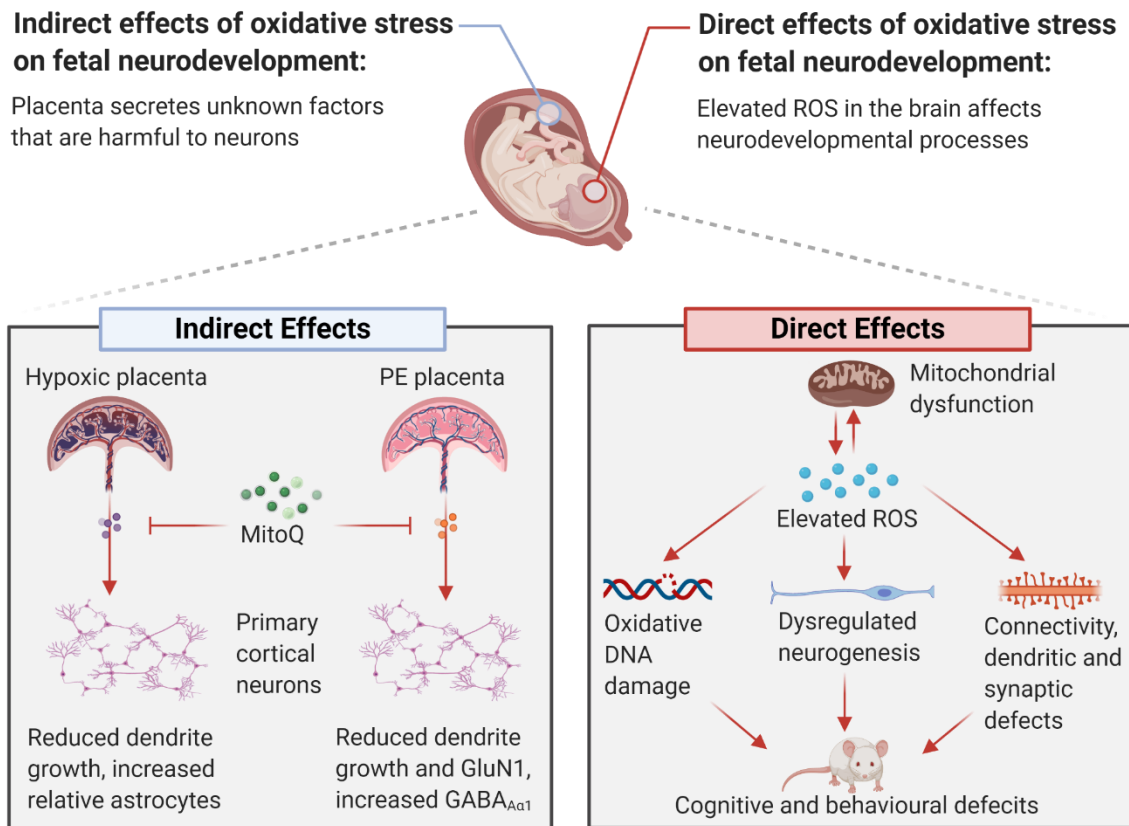 Indirect effects of oxidative stress
on fetal neurodevelopment:
Placenta secretes unknown factors
that are harmful to neurons
Direct effects of oxidative stress
on fetal neurodevelopment:
Elevated ROS in the brain affects
neurodevelopmental processes
Indirect Effects
Hypoxic placenta
PE placenta
MitoQ
Primary
cortical
neurons
Reduced dendrite
growth, increased
relative astrocytes
Reduced dendrite
growth and GluN1,
increased GABAAα1
Direct Effects
Mitochondrial
dysfunction
Elevated ROS
Oxidative
DNA
damage
Dysregulated
neurogenesis
Connectivity,
dendritic and
synaptic
defects
Cognitive and behavioural defecits